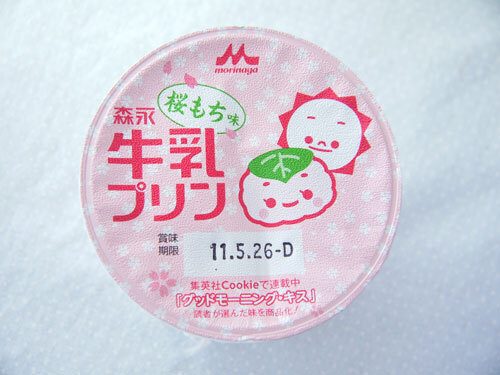 morinaga
桜もち味
森永
牛乳
プリン
賞味
期限
11.5.26-D
集英社Cookieで連載中
『グッドモーニング・キス』
読者が選んだ味を商品化!